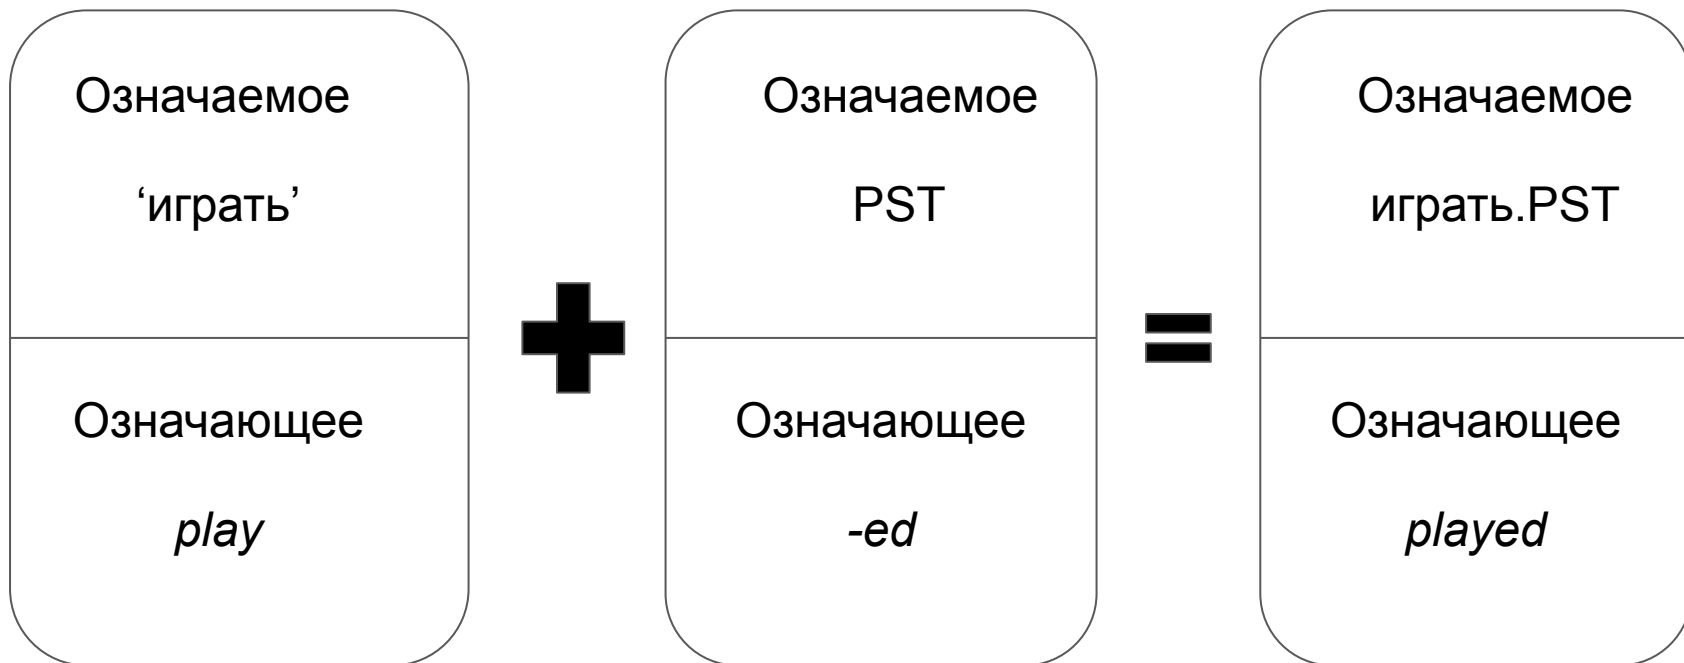 Означаемое
‘играть’
Означающее
play
Означаемое
PST
Означающее
-ed
Означаемое
играть.PST
Означающее
played